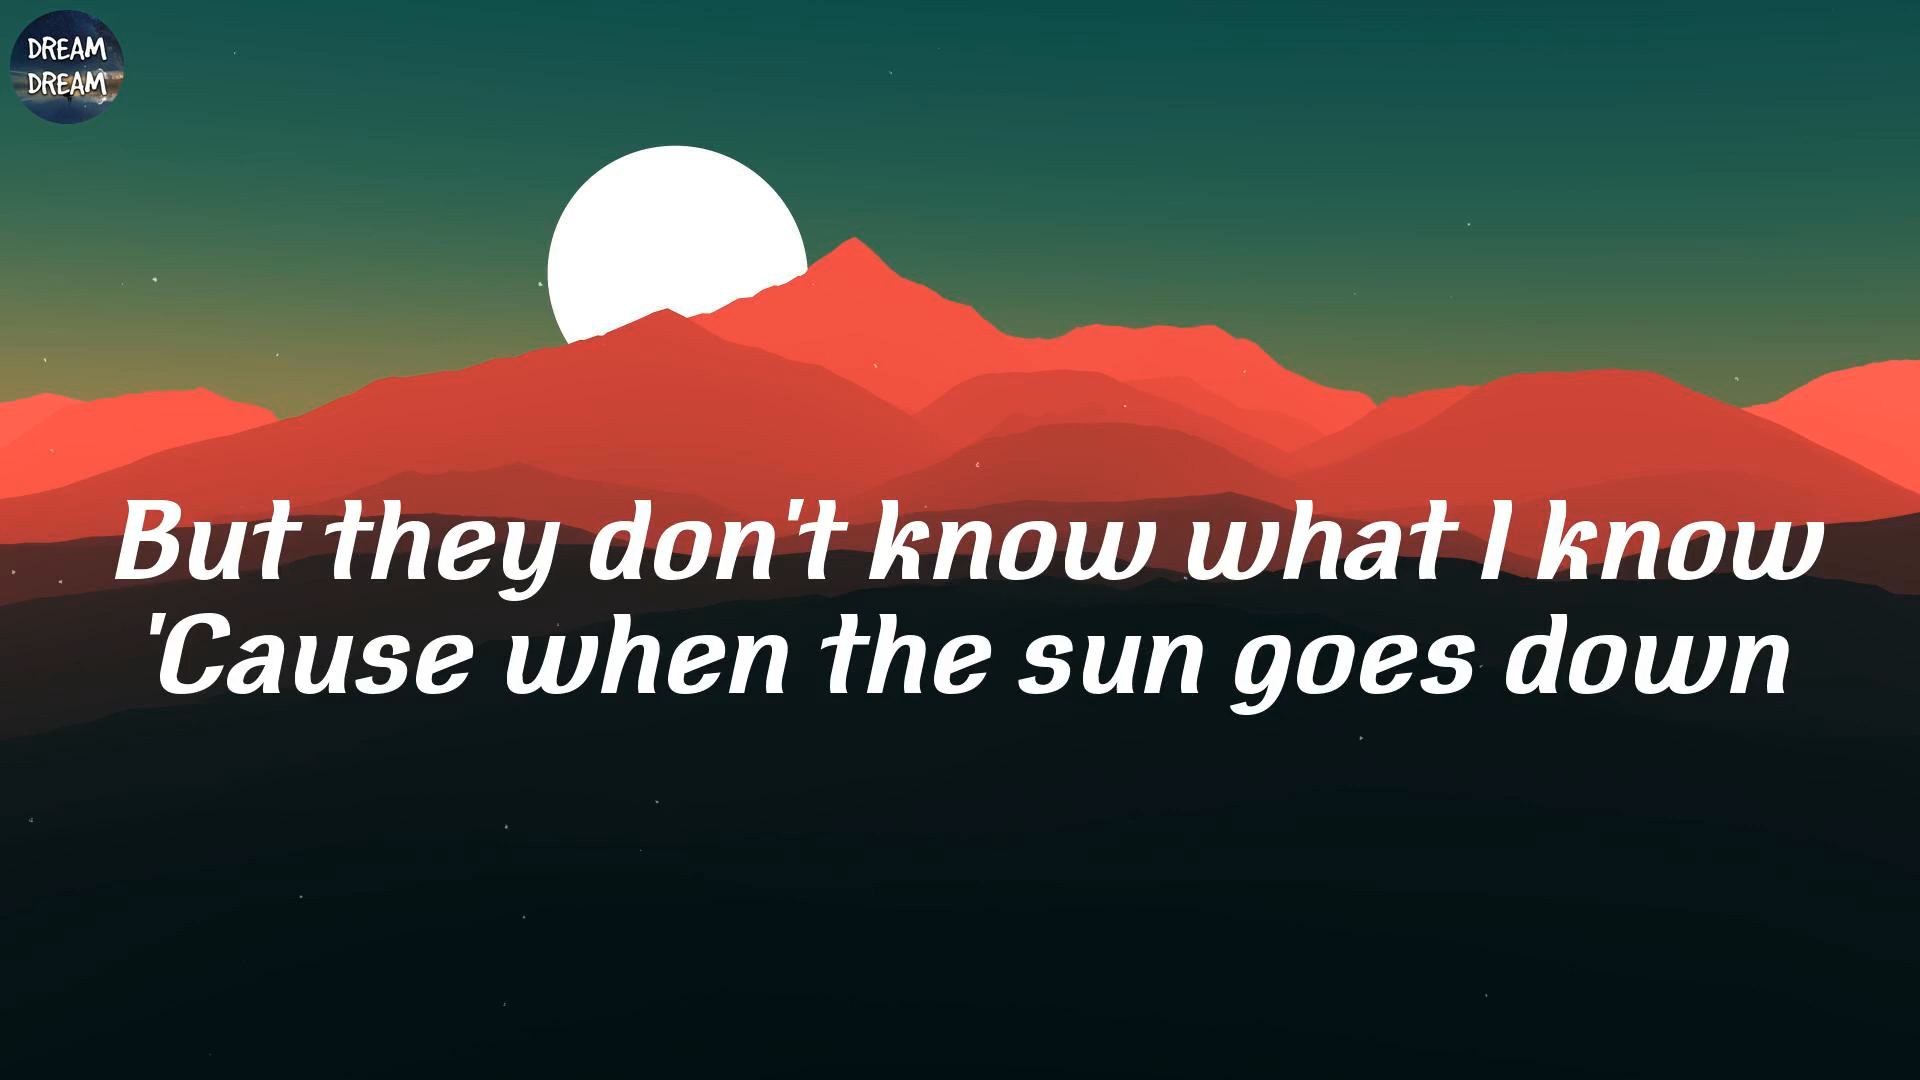 DREAM
DREAM
But they don't know what I know
'Cause when the sun goes down